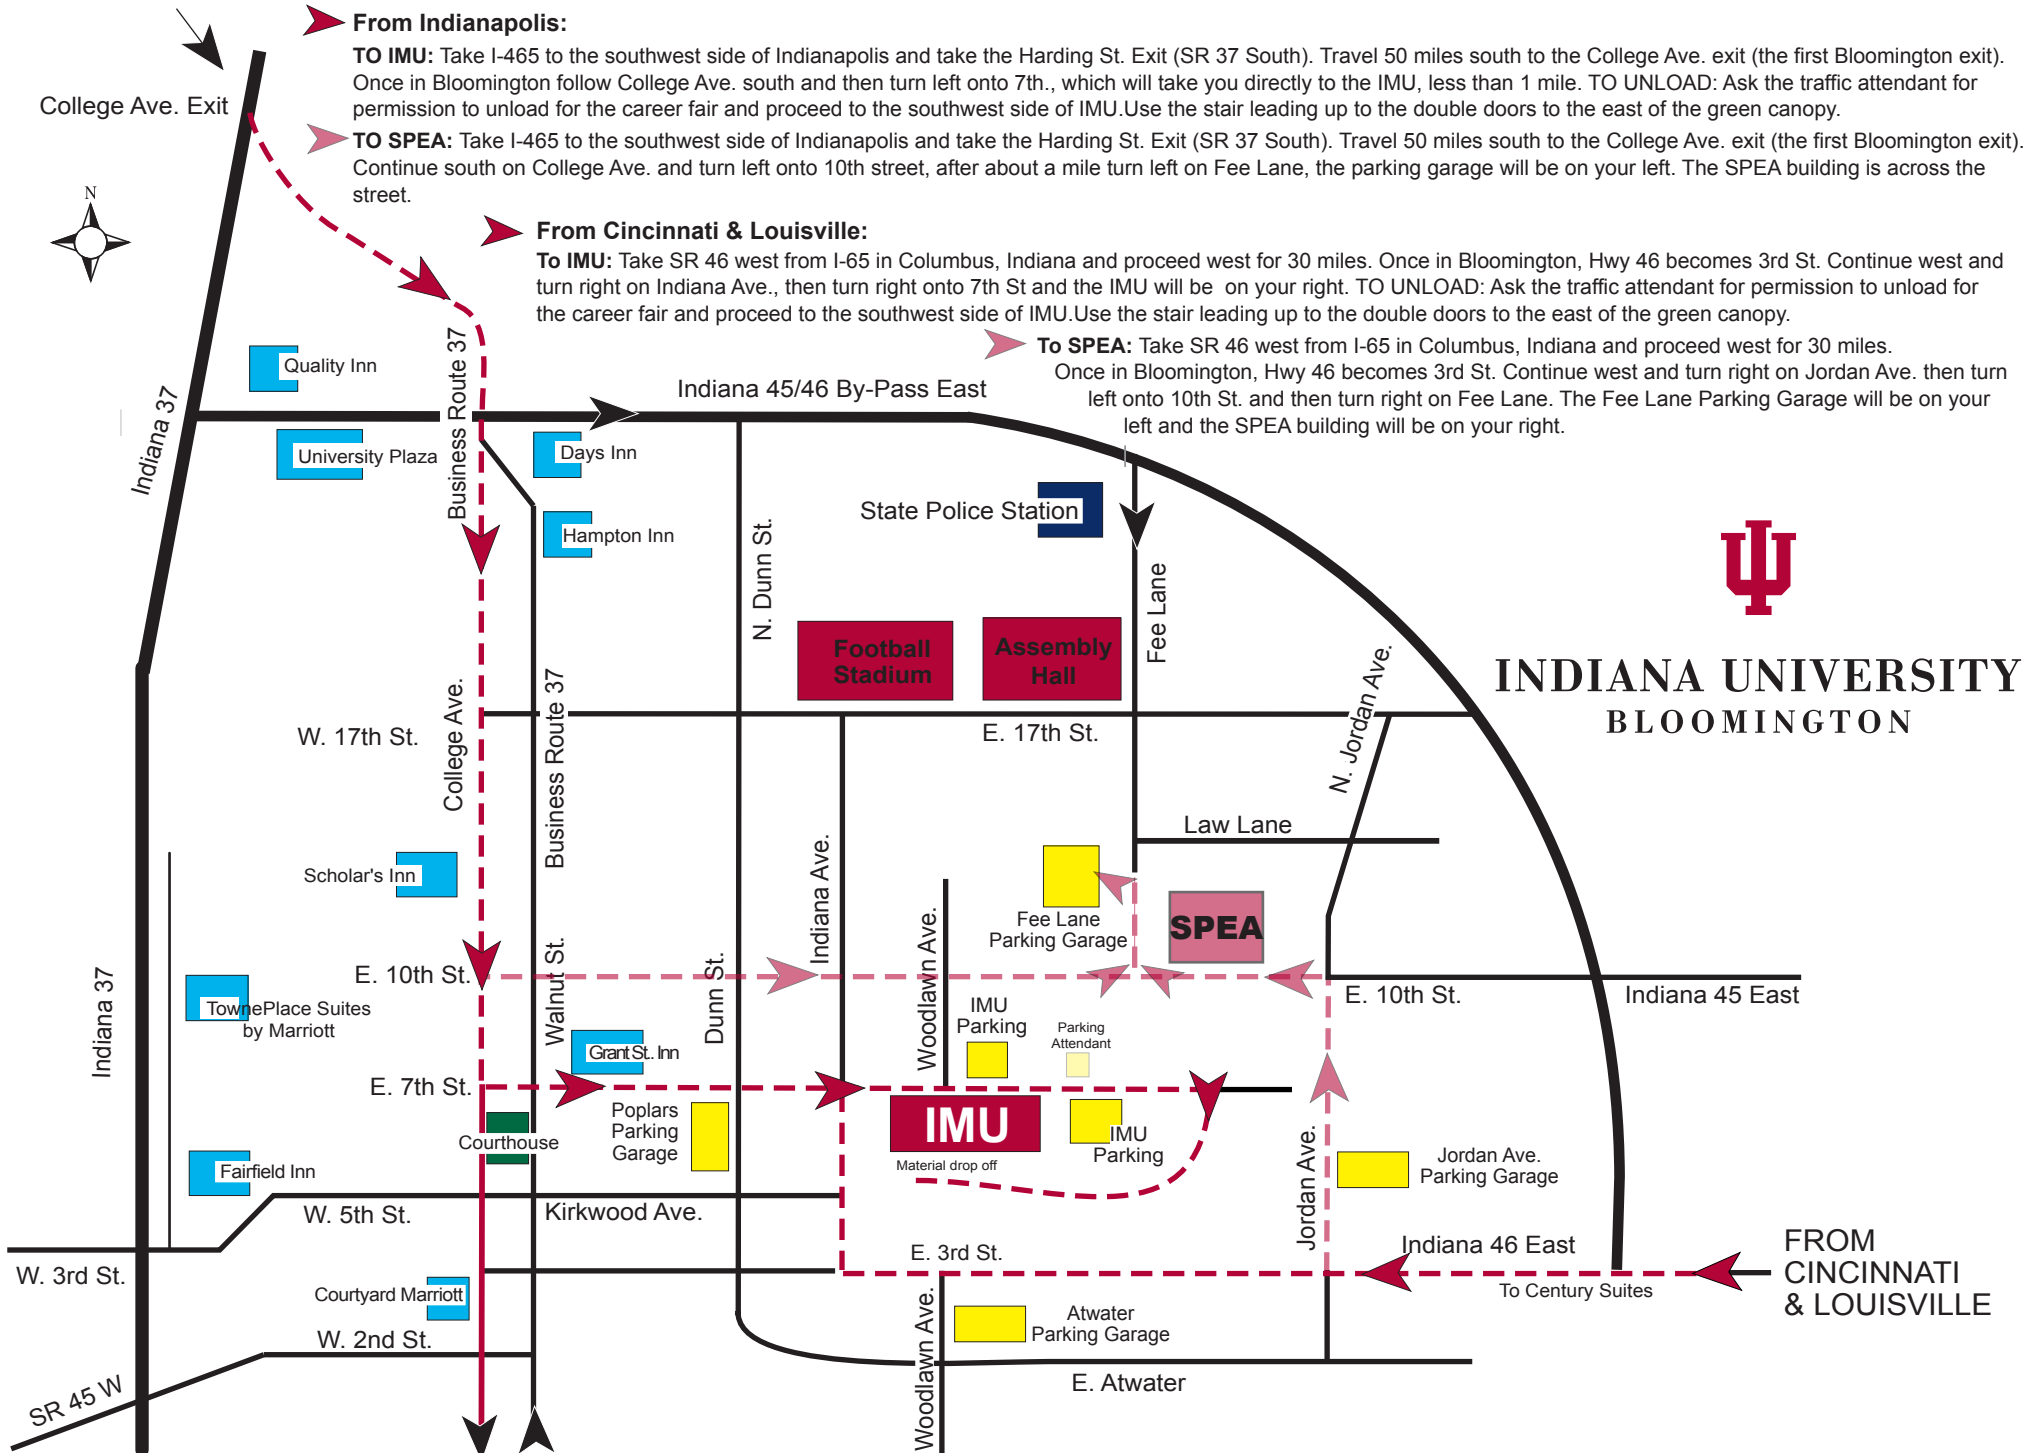 From Indianapolis:
TO IMU: Take I-465 to the southwest side of Indianapolis and take the Harding St. Exit (SR 37 South). Travel 50 miles south to the College Ave. exit (the first Bloomington exit).
Once in Bloomington follow College Ave. south and then turn left onto 7th., which will take you directly to the IMU, less than 1 mile. TO UNLOAD: Ask the traffic attendant for
permission to unload for the career fair and proceed to the southwest side of IMU.Use the stair leading up to the double doors to the east of the green canopy.
TO SPEA: Take I-465 to the southwest side of Indianapolis and take the Harding St. Exit (SR 37 South). Travel 50 miles south to the College Ave. exit (the first Bloomington exit).
Continue south on College Ave. and turn left onto 10th street, after about a mile turn left on Fee Lane, the parking garage will be on your left. The SPEA building is across the
street.
College Ave. Exit
N
From Cincinnati & Louisville:
To IMU: Take SR 46 west from I-65 in Columbus, Indiana and proceed west for 30 miles. Once in Bloomington, Hwy 46 becomes 3rd St. Continue west and
turn right on Indiana Ave., then turn right onto 7th St and the IMU will be on your right. TO UNLOAD: Ask the traffic attendant for permission to unload for
the career fair and proceed to the southwest side of IMU.Use the stair leading up to the double doors to the east of the green canopy.
To SPEA: Take SR 46 west from I-65 in Columbus, Indiana and proceed west for 30 miles.
Once in Bloomington, Hwy 46 becomes 3rd St. Continue west and turn right on Jordan Ave. then turn
left onto 10th St. and then turn right on Fee Lane. The Fee Lane Parking Garage will be on your
left and the SPEA building will be on your right.
Quality Inn
Indiana 37
Business Route 37
Indiana 45/46 By-Pass East
University Plaza
Days Inn
Hampton Inn
State Police Station
N. Dunn St.
Fee Lane
Football
Stadium
Assembly
Hall
INDIANA UNIVERSITY
BLOOMINGTON
College Ave.
Business Route 37
W. 17th St.
E. 17th St.
N. Jordan Ave.
Law Lane
Scholar's Inn
Indiana Ave.
Woodlawn Ave.
Fee Lane
Parking Garage
SPEA
E. 10th St.
Walnut St.
Dunn St.
E. 10th St.
Indiana 45 East
Indiana 37
TownePlace Suites
by Marriott
IMU
Parking
Parking
Attendant
Grant St. Inn
E. 7th St.
Courthouse
Poplars
Parking
Garage
IMU
Material drop off
IMU
Parking
Jordan Ave.
Jordan Ave.
Parking Garage
Fairfield Inn
W. 5th St.
Kirkwood Ave.
E. 3rd St.
Indiana 46 East
To Century Suites
FROM
CINCINNATI
& LOUISVILLE
W. 3rd St.
Courtyard Marriott
W. 2nd St.
Woodlawn Ave.
Atwater
Parking Garage
E. Atwater
SR 45 W